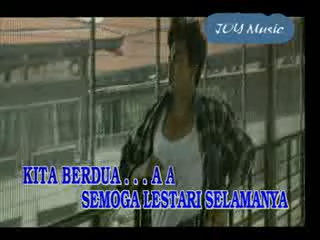 JOY Music
KITA BERDUA . . . A A
SEMOGA LESTARI SELAMANYA